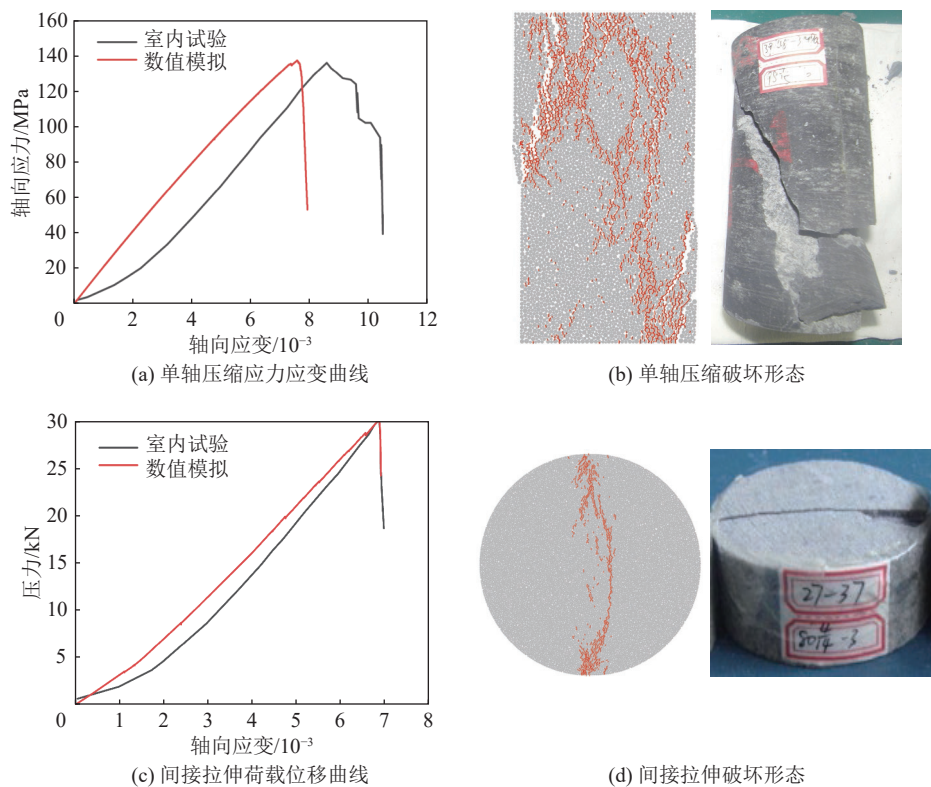 160
140
120
100
80
60
40
20
0
2
4
6
8
10
12
轴向应力/MPa
室内试验
数值模拟
轴向应变/10⁻³
(a) 单轴压缩应力应变曲线
(b) 单轴压缩破坏形态
30
25
20
15
10
5
0
1
2
3
4
5
6
7
8
压力/kN
室内试验
数值模拟
轴向应变/10⁻³
(c) 间接拉伸荷载位移曲线
27-37
(d) 间接拉伸破坏形态